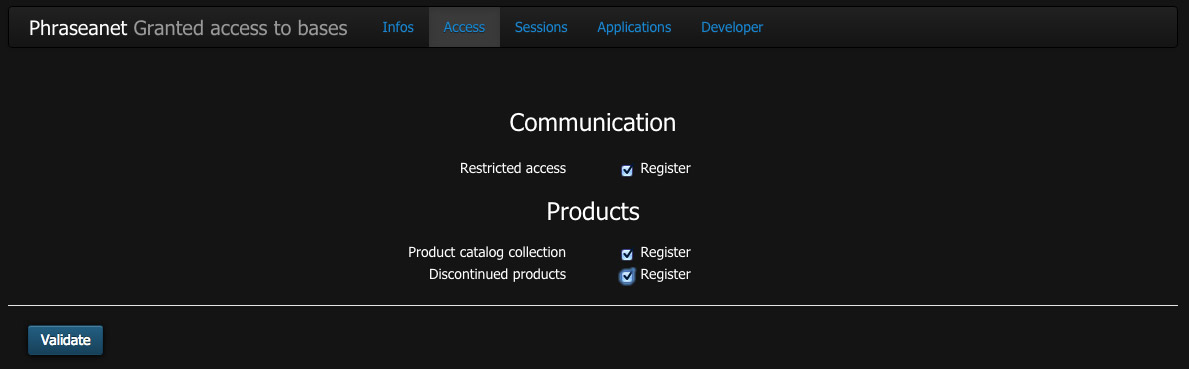 Phraseanet Granted access to bases Infos Access Sessions Applications Developer
Communication
Restricted access Register
Products
Product catalog collection Register
Discontinued products Register
Validate